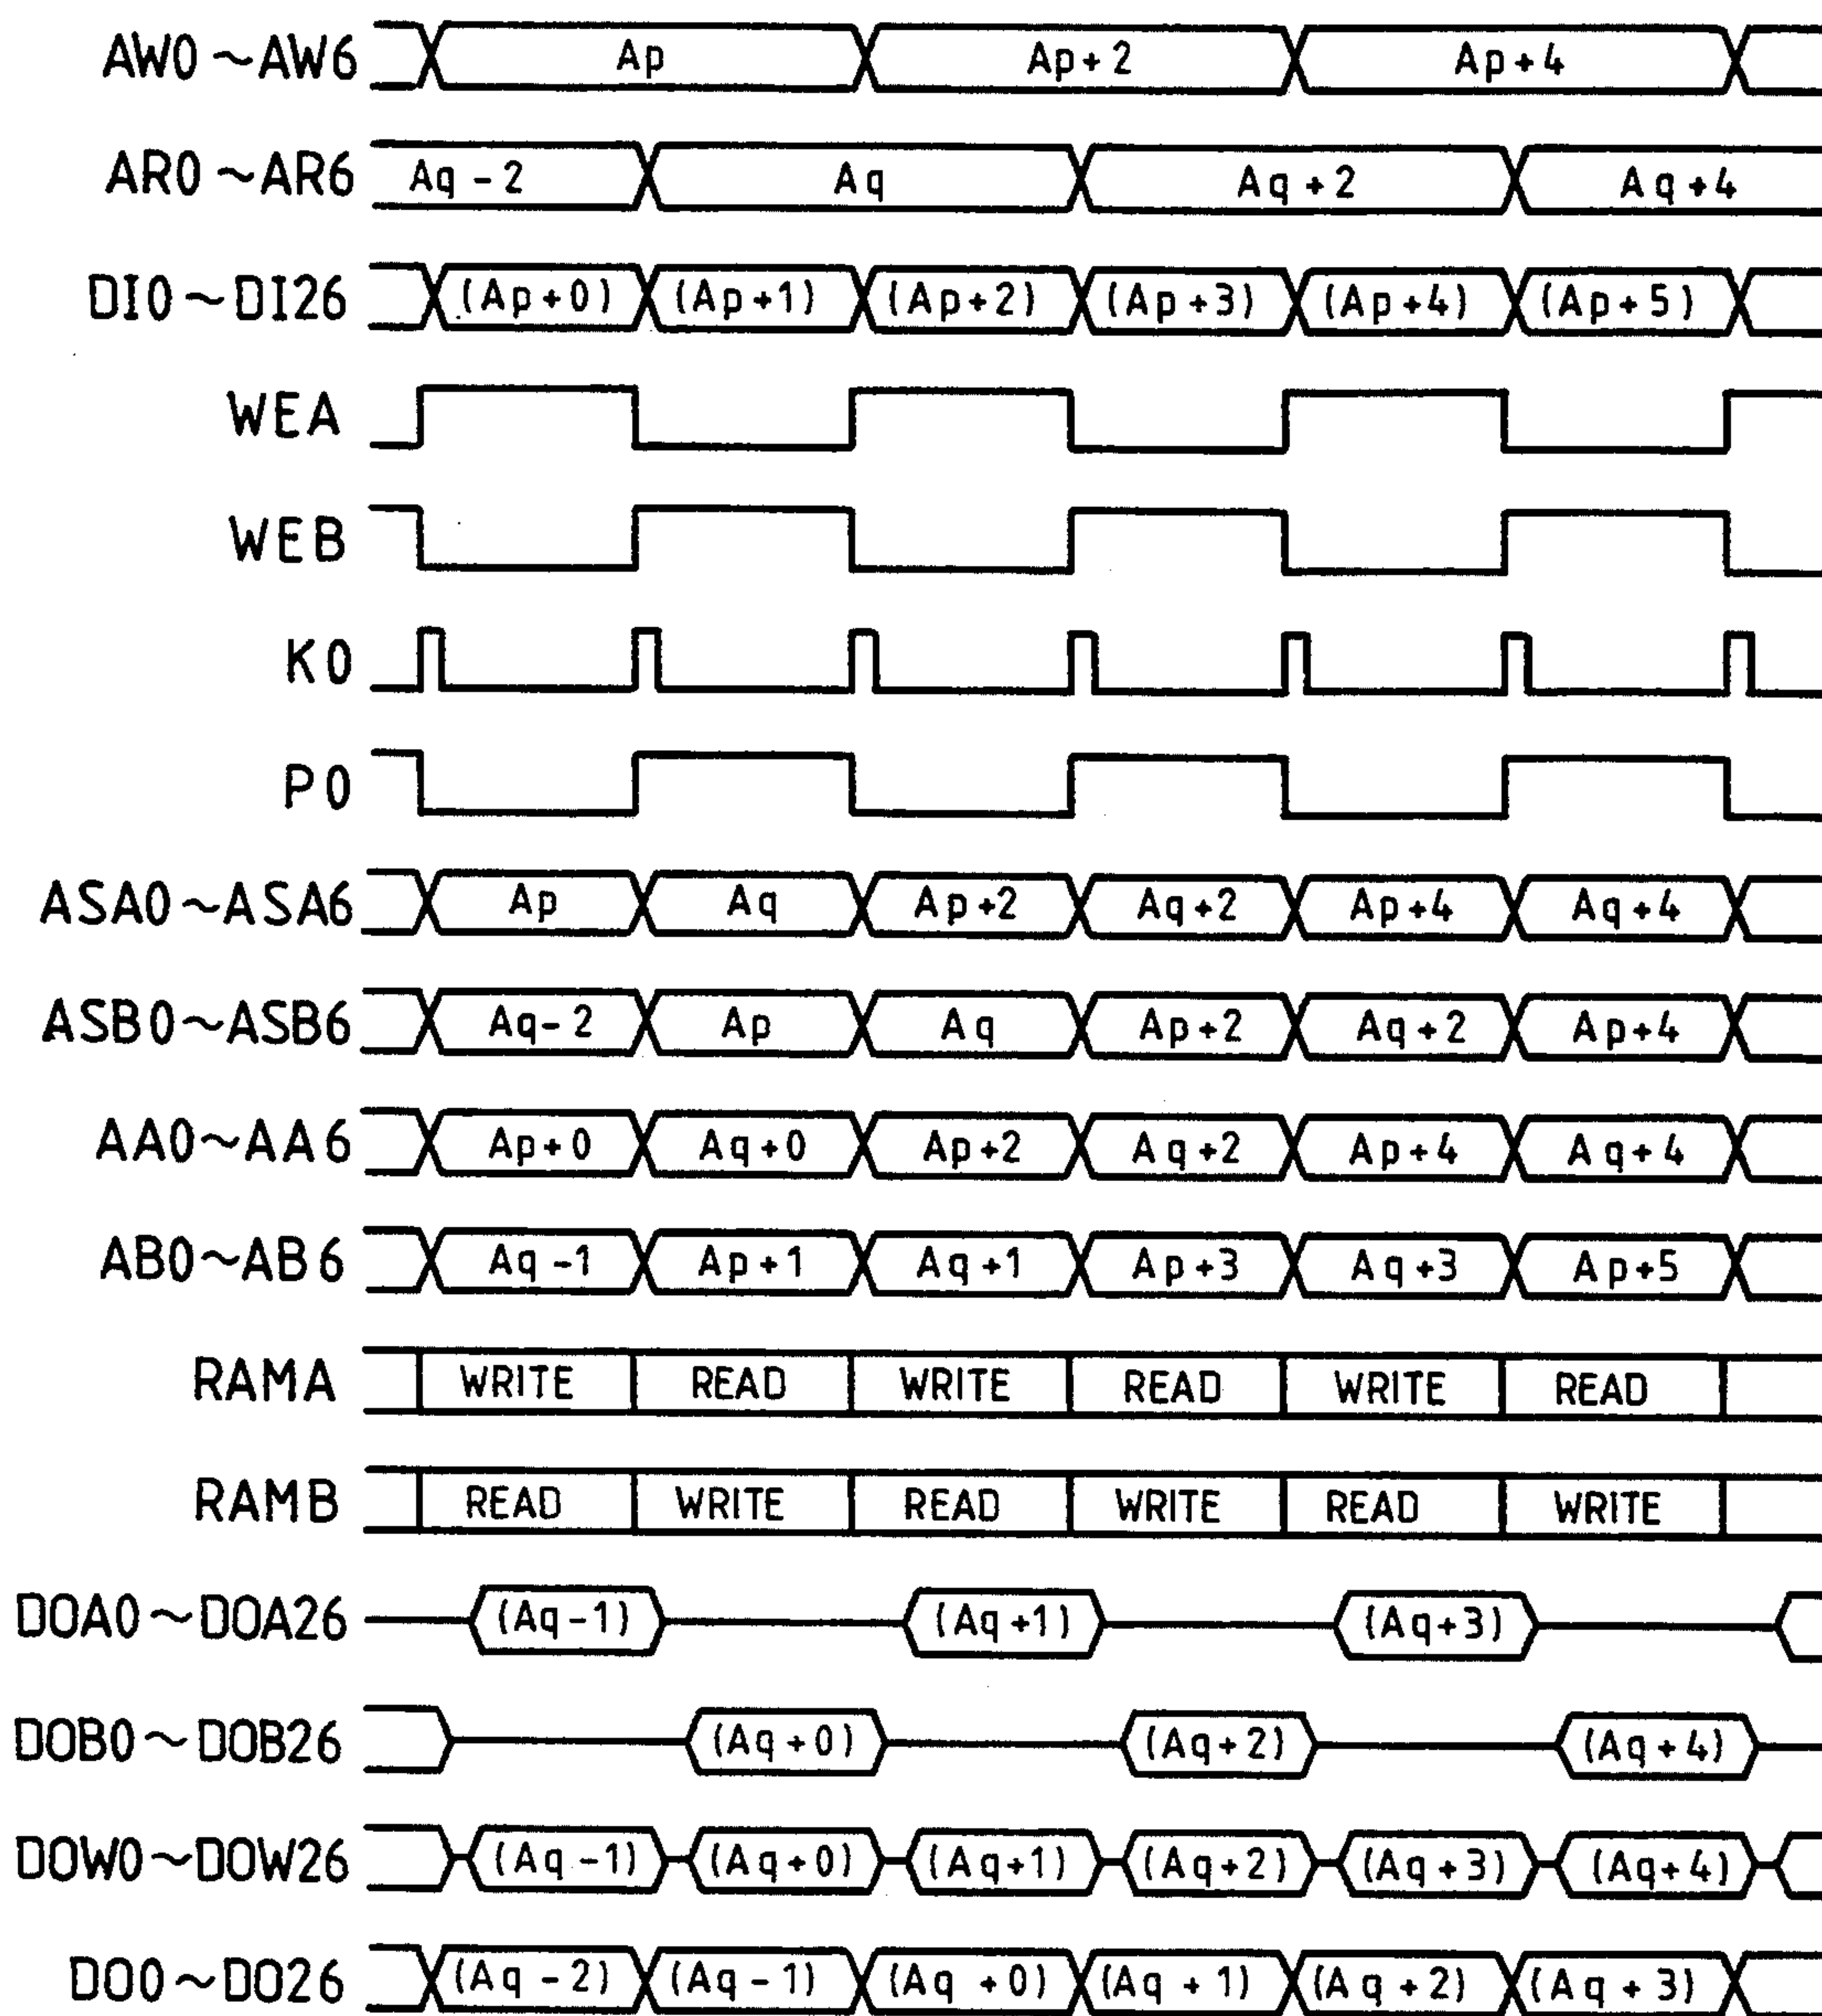 AW0~AW6 Ap Ap+2 Ap+4
AR0~AR6 Aq-2 Aq Aq+2 Aq+4
DI0~DI26 (Ap+0) (Ap+1) (Ap+2) (Ap+3) (Ap+4) (Ap+5)
WEA
WEB
K0
P0
ASA0~ASA6 Ap Aq Ap+2 Aq+2 Ap+4 Aq+4
ASB0~ASB6 Aq-2 Ap Aq Ap+2 Aq+2 Ap+4
AA0~AA6 Ap+0 Aq+0 Ap+2 Aq+2 Ap+4 Aq+4
AB0~AB6 Aq-1 Ap+1 Aq+1 Ap+3 Aq+3 Ap+5
RAMA WRITE READ WRITE READ WRITE READ
RAMB READ WRITE READ WRITE READ WRITE
DOA0~DOA26 (Aq-1) (Aq+1) (Aq+3)
DOB0~DOB26 (Aq+0) (Aq+2) (Aq+4)
DOW0~DOW26 (Aq-1) (Aq+0) (Aq+1) (Aq+2) (Aq+3) (Aq+4)
DO0~DO26 (Aq-2) (Aq-1) (Aq+0) (Aq+1) (Aq+2) (Aq+3)